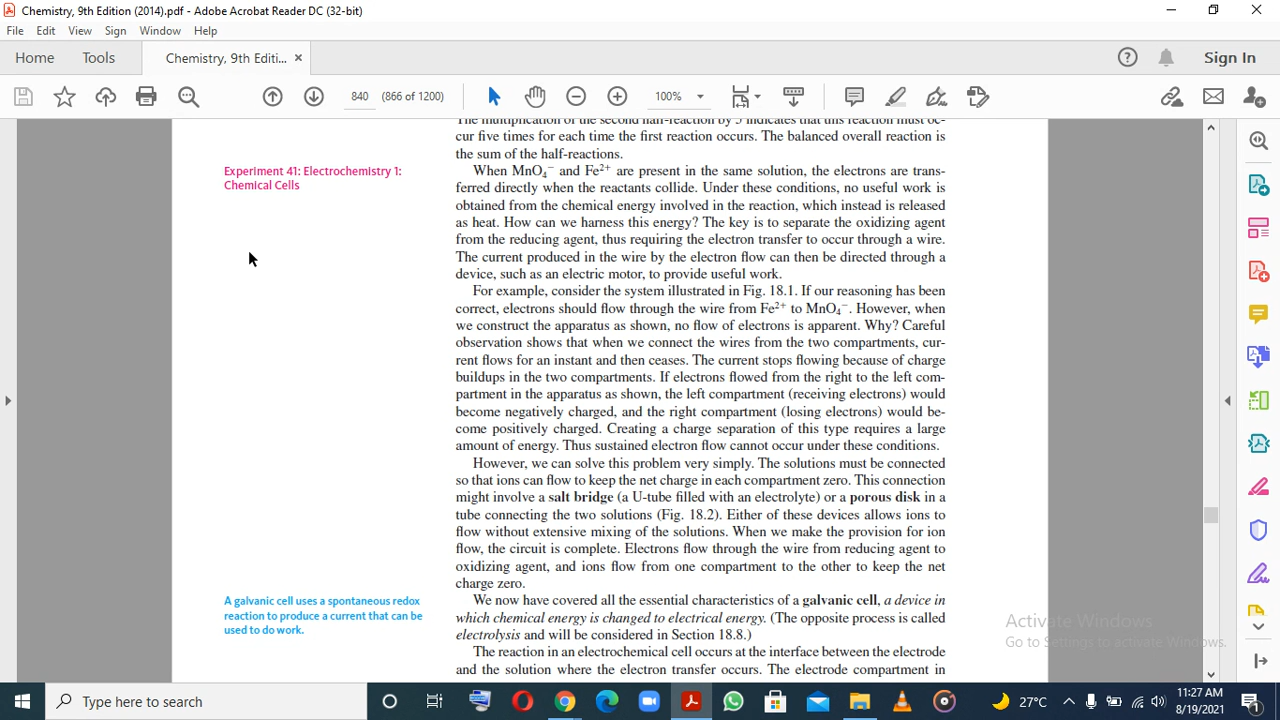 Chemistry, 9th Edition (2014).pdf - Adobe Acrobat Reader DC (32-bit)
File Edit View Sign Window Help
Home Tools Chemistry, 9th Editi... × Sign In
840 (866 of 1200) 100%
The multiplication of the second half-reaction by 5 indicates that this reaction must oc-
cur five times for each time the first reaction occurs. The balanced overall reaction is
the sum of the half-reactions.
Experiment 41: Electrochemistry 1:
Chemical Cells
When MnO₄⁻ and Fe²⁺ are present in the same solution, the electrons are trans-
ferred directly when the reactants collide. Under these conditions, no useful work is
obtained from the chemical energy involved in the reaction, which instead is released
as heat. How can we harness this energy? The key is to separate the oxidizing agent
from the reducing agent, thus requiring the electron transfer to occur through a wire.
The current produced in the wire by the electron flow can then be directed through a
device, such as an electric motor, to provide useful work.
For example, consider the system illustrated in Fig. 18.1. If our reasoning has been
correct, electrons should flow through the wire from Fe²⁺ to MnO₄⁻. However, when
we construct the apparatus as shown, no flow of electrons is apparent. Why? Careful
observation shows that when we connect the wires from the two compartments, cur-
rent flows for an instant and then ceases. The current stops flowing because of charge
buildups in the two compartments. If electrons flowed from the right to the left com-
partment in the apparatus as shown, the left compartment (receiving electrons) would
become negatively charged, and the right compartment (losing electrons) would be-
come positively charged. Creating a charge separation of this type requires a large
amount of energy. Thus sustained electron flow cannot occur under these conditions.
However, we can solve this problem very simply. The solutions must be connected
so that ions can flow to keep the net charge in each compartment zero. This connection
might involve a salt bridge (a U-tube filled with an electrolyte) or a porous disk in a
tube connecting the two solutions (Fig. 18.2). Either of these devices allows ions to
flow without extensive mixing of the solutions. When we make the provision for ion
flow, the circuit is complete. Electrons flow through the wire from reducing agent to
oxidizing agent, and ions flow from one compartment to the other to keep the net
charge zero.
A galvanic cell uses a spontaneous redox
reaction to produce a current that can be
used to do work.
We now have covered all the essential characteristics of a galvanic cell, a device in
which chemical energy is changed to electrical energy. (The opposite process is called
electrolysis and will be considered in Section 18.8.)
The reaction in an electrochemical cell occurs at the interface between the electrode
and the solution where the electron transfer occurs. The electrode compartment in
Activate Windows
Go to Settings to activate Windows.
Type here to search
27°C
11:27 AM
8/19/2021
1